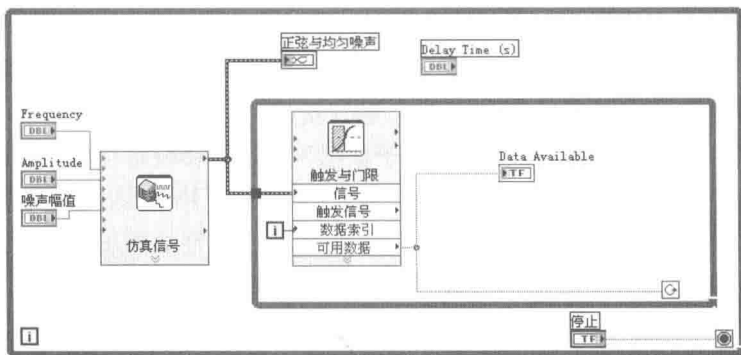 正弦与均匀噪声
DBL
Delay Time (s)
DBL
Frequency
DBL
Amplitude
DBL
噪声幅值
DBL
仿真信号
触发与门限
信号
触发信号
数据索引
可用数据
i
Data Available
TF
停止
TF
i